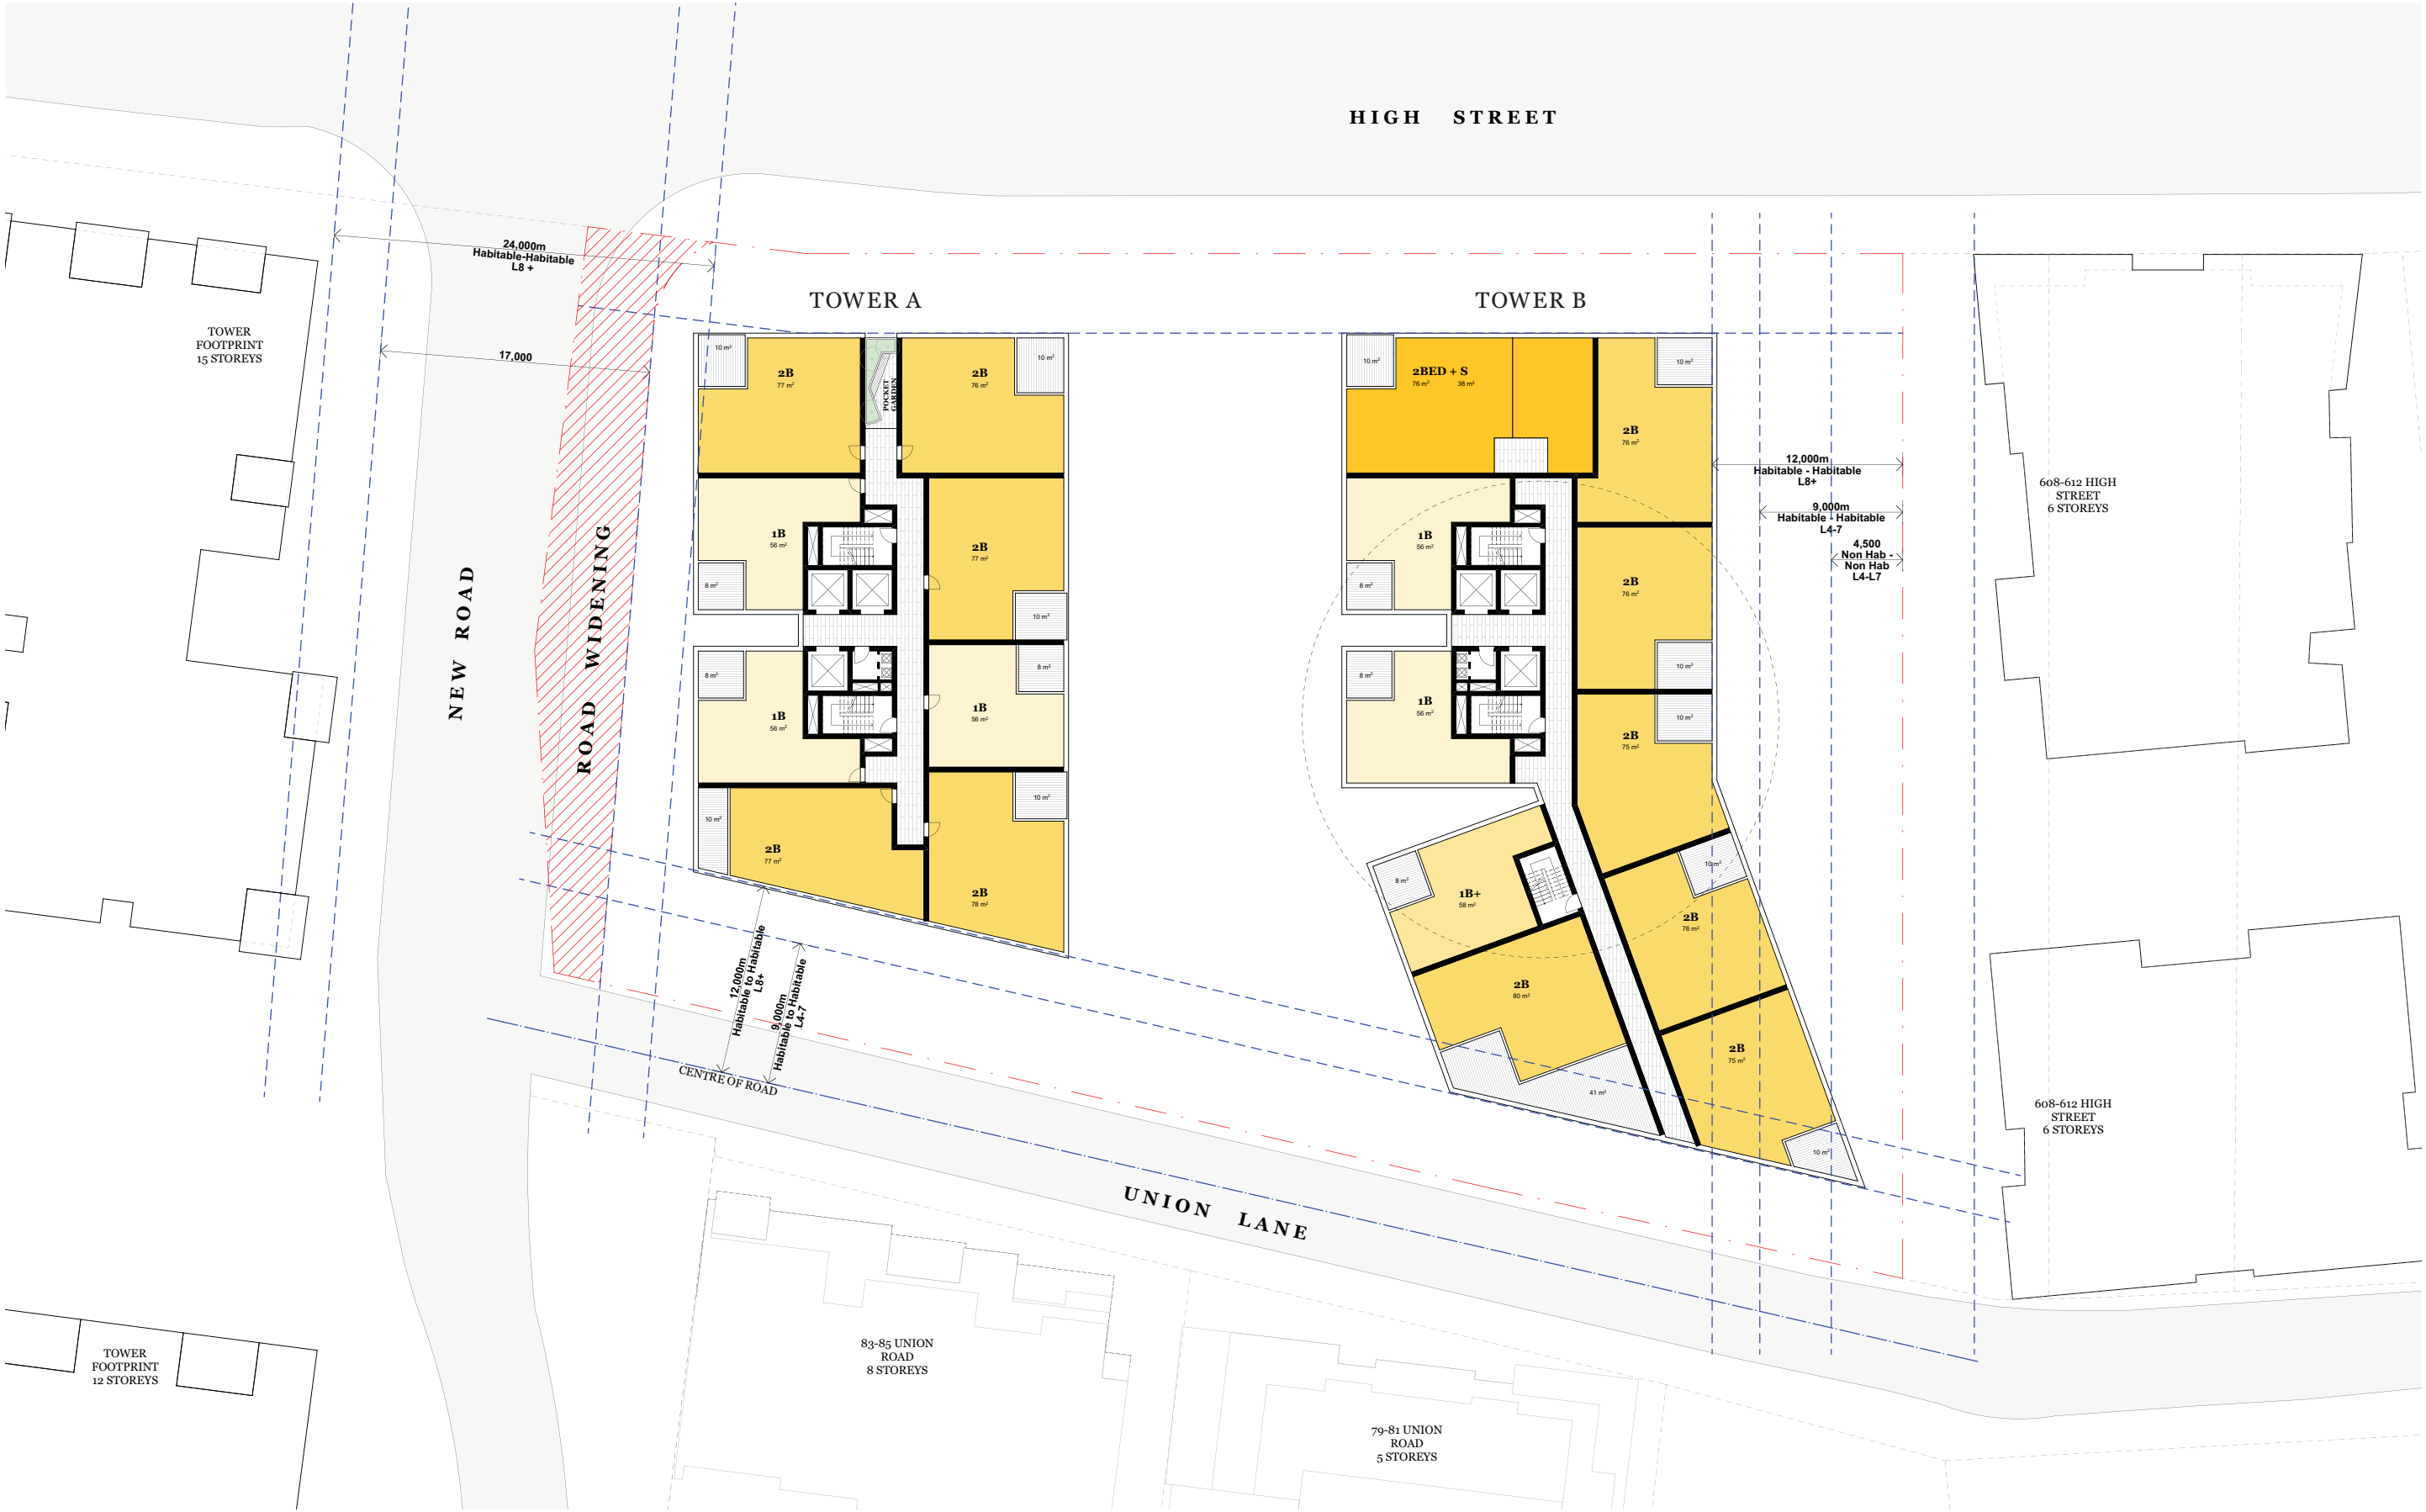 HIGH STREET
24,000m
Habitable-Habitable
L8 +
17,000
TOWER
FOOTPRINT
15 STOREYS
NEW ROAD
ROAD WIDENING
TOWER A
10 m²
2B
77 m²
POCKET
GARDEN
2B
76 m²
10 m²
1B
56 m²
8 m²
2B
77 m²
10 m²
8 m²
1B
56 m²
8 m²
1B
56 m²
10 m²
2B
77 m²
10 m²
2B
78 m²
TOWER B
10 m²
2BED + S
76 m² 38 m²
10 m²
2B
76 m²
1B
56 m²
8 m²
2B
76 m²
10 m²
8 m²
1B
56 m²
10 m²
2B
75 m²
8 m²
1B+
58 m²
10 m²
2B
76 m²
2B
80 m²
41 m²
2B
75 m²
10 m²
12,000m
Habitable - Habitable
L8+
9,000m
Habitable - Habitable
L4-7
4,500
Non Hab -
Non Hab
L4-L7
608-612 HIGH
STREET
6 STOREYS
608-612 HIGH
STREET
6 STOREYS
12,000m
Habitable to Habitable
L8+
9,000m
Habitable to Habitable
L4-7
CENTRE OF ROAD
UNION LANE
TOWER
FOOTPRINT
12 STOREYS
83-85 UNION
ROAD
8 STOREYS
79-81 UNION
ROAD
5 STOREYS